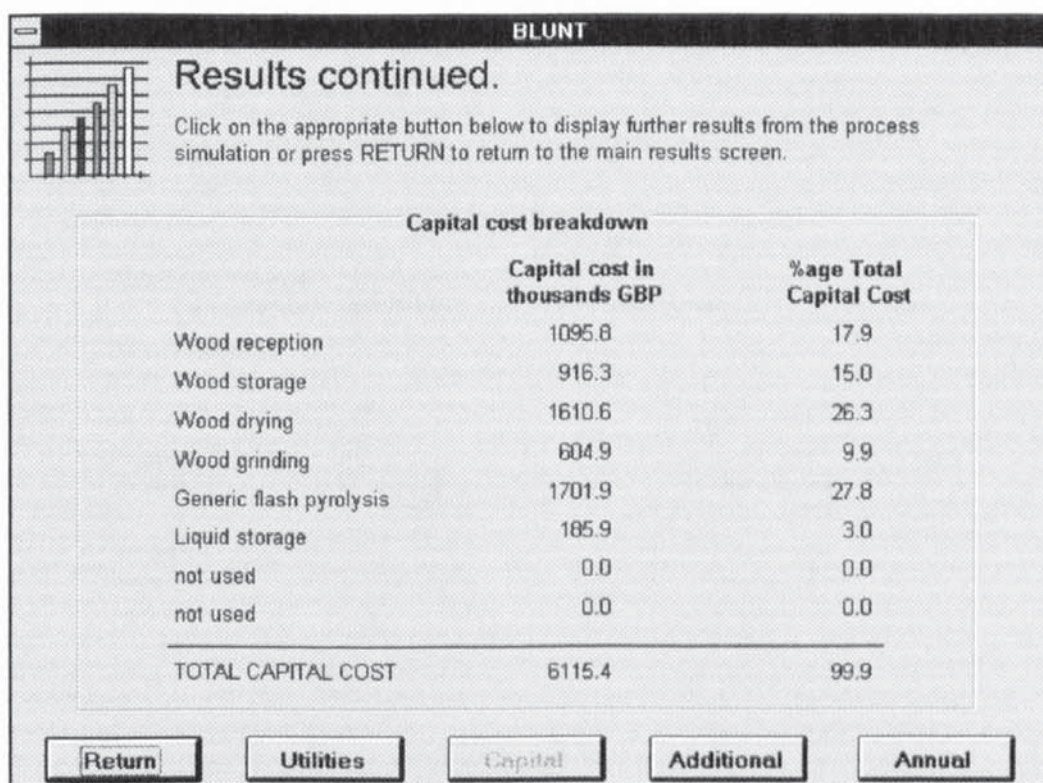 BLUNT
Results continued.
Click on the appropriate button below to display further results from the process
simulation or press RETURN to return to the main results screen.
Capital cost breakdown
Capital cost in %age Total
thousands GBP Capital Cost
Wood reception 1095.8 17.9
Wood storage 916.3 15.0
Wood drying 1610.6 26.3
Wood grinding 604.9 9.9
Generic flash pyrolysis 1701.9 27.8
Liquid storage 185.9 3.0
not used 0.0 0.0
not used 0.0 0.0
TOTAL CAPITAL COST 6115.4 99.9
Return Utilities Capital Additional Annual